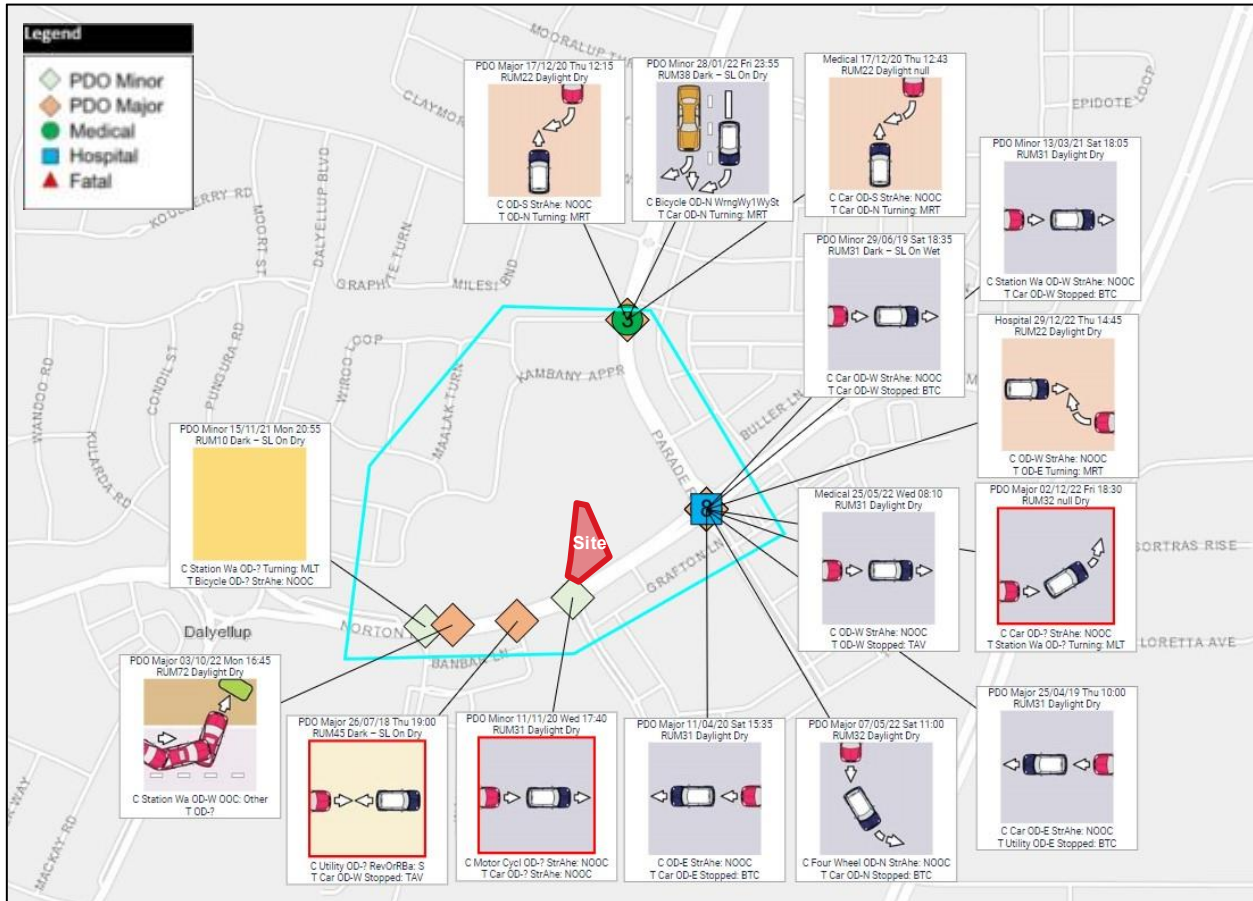 Legend
PDO Minor
PDO Major
Medical
Hospital
Fatal
MOORALUP
CLAYMOR
EPIDOTE LOOP
PDO Major 17/12/20 Thu 12:15
RUM22 Daylight Dry
C OD-S StrAhe: NOOC
T OD-N Turning: MRT
PDO Minor 28/01/22 Fri 23:55
RUM38 Dark – SL On Dry
C Bicycle OD-N WrngWy1WySt
T Car OD-N Turning: MRT
Medical 17/12/20 Thu 12:43
RUM22 Daylight null
C Car OD-S StrAhe: NOOC
T Car OD-N Turning: MRT
PDO Minor 13/03/21 Sat 18:05
RUM31 Daylight Dry
C Station Wa OD-W StrAhe: NOOC
T Car OD-W Stopped: BTC
PDO Minor 29/06/19 Sat 18:35
RUM31 Dark – SL On Wet
C Car OD-W StrAhe: NOOC
T Car OD-W Stopped: BTC
MOORT ST
DALYELLUP BLVD
GRAPHITE TURN
MILESI BND
3
Hospital 29/12/22 Thu 14:45
RUM22 Daylight Dry
C OD-W StrAhe: NOOC
T OD-E Turning: MRT
WANDOO RD
CONDIL ST
PUNGURA RD
WIROO LOOP
KAMBANY APPR
MAALAK TURN
KULARDA RD
PARADE
BULLER LN
PDO Minor 15/11/21 Mon 20:55
RUM10 Dark – SL On Dry
C Station Wa OD-? Turning: MLT
T Bicycle OD-? StrAhe: NOOC
8
Site
GRAFTON LN
Medical 25/05/22 Wed 08:10
RUM31 Daylight Dry
C OD-W StrAhe: NOOC
T OD-W Stopped: TAV
PDO Major 02/12/22 Fri 18:30
RUM32 null Dry
C Car OD-? StrAhe: NOOC
T Station Wa OD-? Turning: MLT
ORTRAS RISE
LORETTA AVE
Dalyellup
NORTON
BANBAR LN
PDO Major 03/10/22 Mon 16:45
RUM72 Daylight Dry
C Station Wa OD-W OOC: Other
T OD-?
PDO Major 26/07/18 Thu 19:00
RUM45 Dark – SL On Dry
C Utility OD-? RevOrRBa: S
T Car OD-W Stopped: TAV
PDO Minor 11/11/20 Wed 17:40
RUM31 Daylight Dry
C Motor Cycl OD-? StrAhe: NOOC
T Car OD-? StrAhe: NOOC
PDO Major 11/04/20 Sat 15:35
RUM31 Daylight Dry
C OD-E StrAhe: NOOC
T Car OD-E Stopped: BTC
PDO Major 07/05/22 Sat 11:00
RUM32 Daylight Dry
C Four Wheel OD-N StrAhe: NOOC
T Car OD-N Stopped: BTC
PDO Major 25/04/19 Thu 10:00
RUM31 Daylight Dry
C Car OD-E StrAhe: NOOC
T Utility OD-E Stopped: BTC
WAY
MACKAY RD